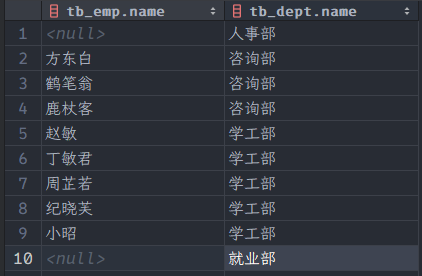 tb_emp.name tb_dept.name
1 <null> 人事部
2 方东白 咨询部
3 鹤笔翁 咨询部
4 鹿杖客 咨询部
5 赵敏 学工部
6 丁敏君 学工部
7 周芷若 学工部
8 纪晓芙 学工部
9 小昭 学工部
10 <null> 就业部